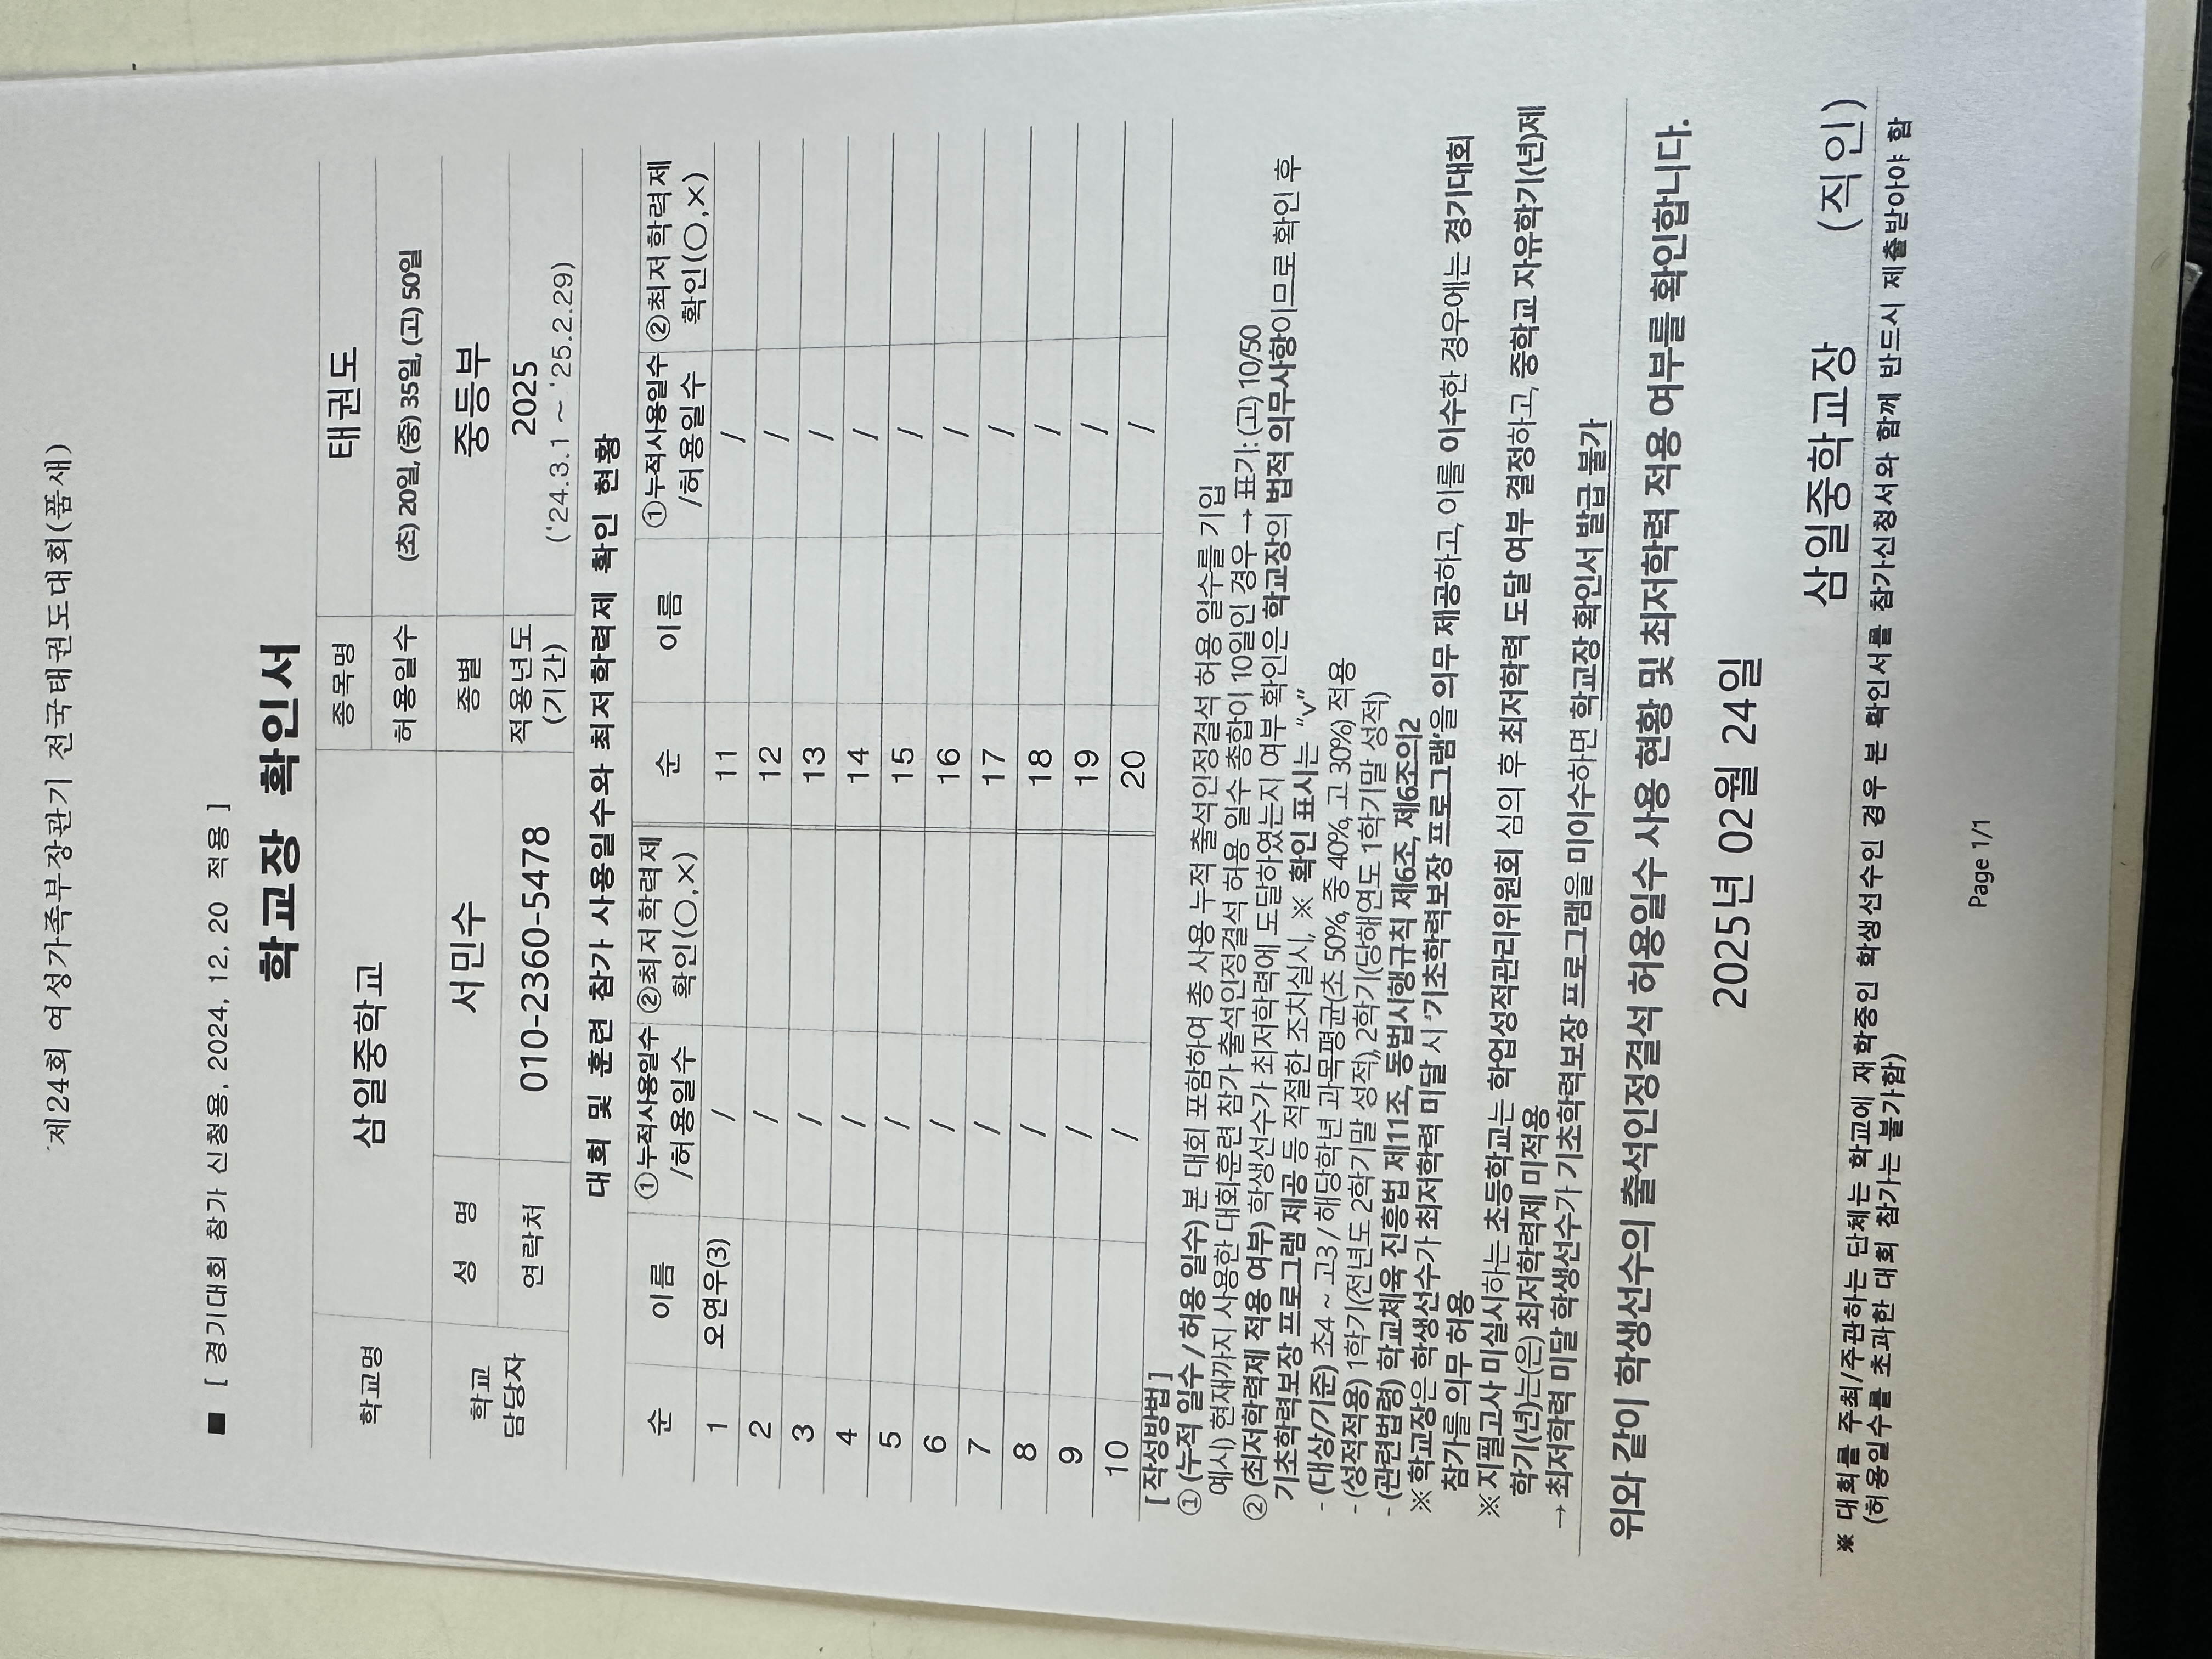 제24회 여성가족부장관기 전국태권도대회(품새)
■ [ 경기대회 참가 신청용, 2024. 12. 20 적용 ]
학교장 확인서
학교명 삼일중학교 종목명 태권도
허용일수 (초) 20일, (중) 35일, (고) 50일
학교 담당자 성 명 서민수 종별 중등부
연락처 010-2360-5478 적용년도 (기간) 2025
('24.3.1 ~ '25.2.29)
대회 및 훈련 참가 사용일수와 최저학력제 확인 현황
순 이름 ①누적사용일수 /허용일수 ②최저학력제 확인(○,×) 순 이름 ①누적사용일수 /허용일수 ②최저학력제 확인(○,×)
1 오연우(3) / 11 /
2 / 12 /
3 / 13 /
4 / 14 /
5 / 15 /
6 / 16 /
7 / 17 /
8 / 18 /
9 / 19 /
10 / 20 /
[ 작성방법 ]
① (누적 일수 / 허용 일수) 본 대회 포함하여 총 사용 누적 출석인정결석 허용 일수를 기입
예시) 현재까지 사용한 대회훈련 참가 출석인정결석 허용 일수 총합이 10일인 경우 → 표기: (고) 10/50
② (최저학력제 적용 여부) 학생선수가 최저학력에 도달하였는지 여부 확인은 학교장의 법적 의무사항이므로 확인 후
기초학력보장 프로그램 제공 등 적절한 조치실시, ※ 확인 표시는 "v"
- (대상/기준) 초4 ~ 고3 / 해당학년 과목평균(초 50%, 중 40%, 고 30%) 적용
- (성적적용) 1학기(전년도 2학기말 성적), 2학기(당해연도 1학기말 성적)
- (관련법령) 학교체육 진흥법 제11조, 동법시행규칙 제6조, 제6조의2
※ 학교장은 학생선수가 최저학력 미달 시 '기초학력보장 프로그램'을 의무 제공하고, 이를 이수한 경우에는 경기대회
참가를 의무 허용
※ 지필고사 미실시하는 초등학교는 학업성적관리위원회 심의 후 최저학력 도달 여부 결정하고, 중학교 자유학기(년)제
학기(년)는(은) 최저학력제 미적용
→ 최저학력 미달 학생선수가 기초학력보장 프로그램을 미이수하면 학교장 확인서 발급 불가
위와 같이 학생선수의 출석인정결석 허용일수 사용 현황 및 최저학력 적용 여부를 확인합니다.
2025년 02월 24일
삼일중학교장 (직인)
※ 대회를 주최/주관하는 단체는 학교에 재학중인 학생선수인 경우 본 확인서를 참가신청서와 함께 반드시 제출받아야 함
(허용일수를 초과한 대회 참가는 불가함)
Page 1/1